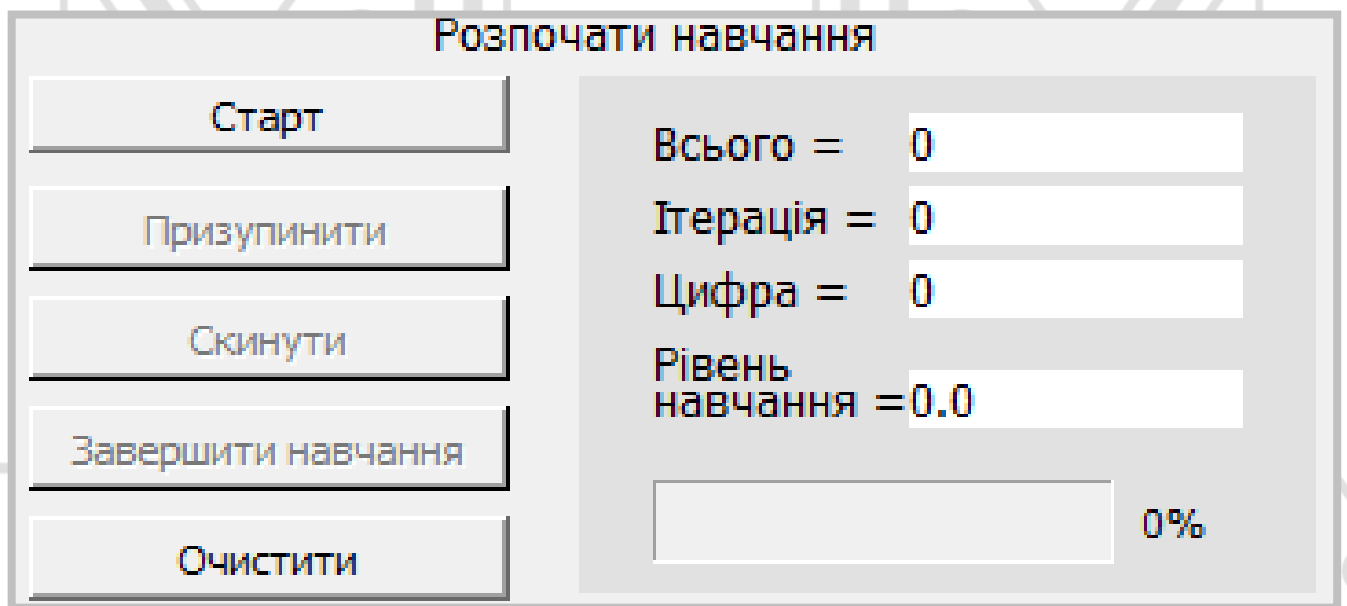 Розпочати навчання
Старт
Призупинити
Скинути
Завершити навчання
Очистити
Всього = 0
Ітерація = 0
Цифра = 0
Рівень
навчання = 0.0
0%